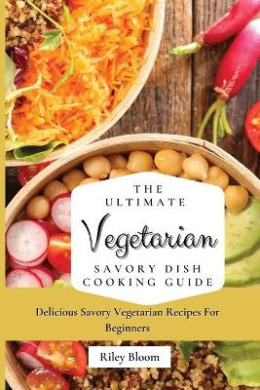 THE
ULTIMATE
Vegetarian
SAVORY DISH
COOKING GUIDE
Delicious Savory Vegetarian Recipes For
Beginners
Riley Bloom